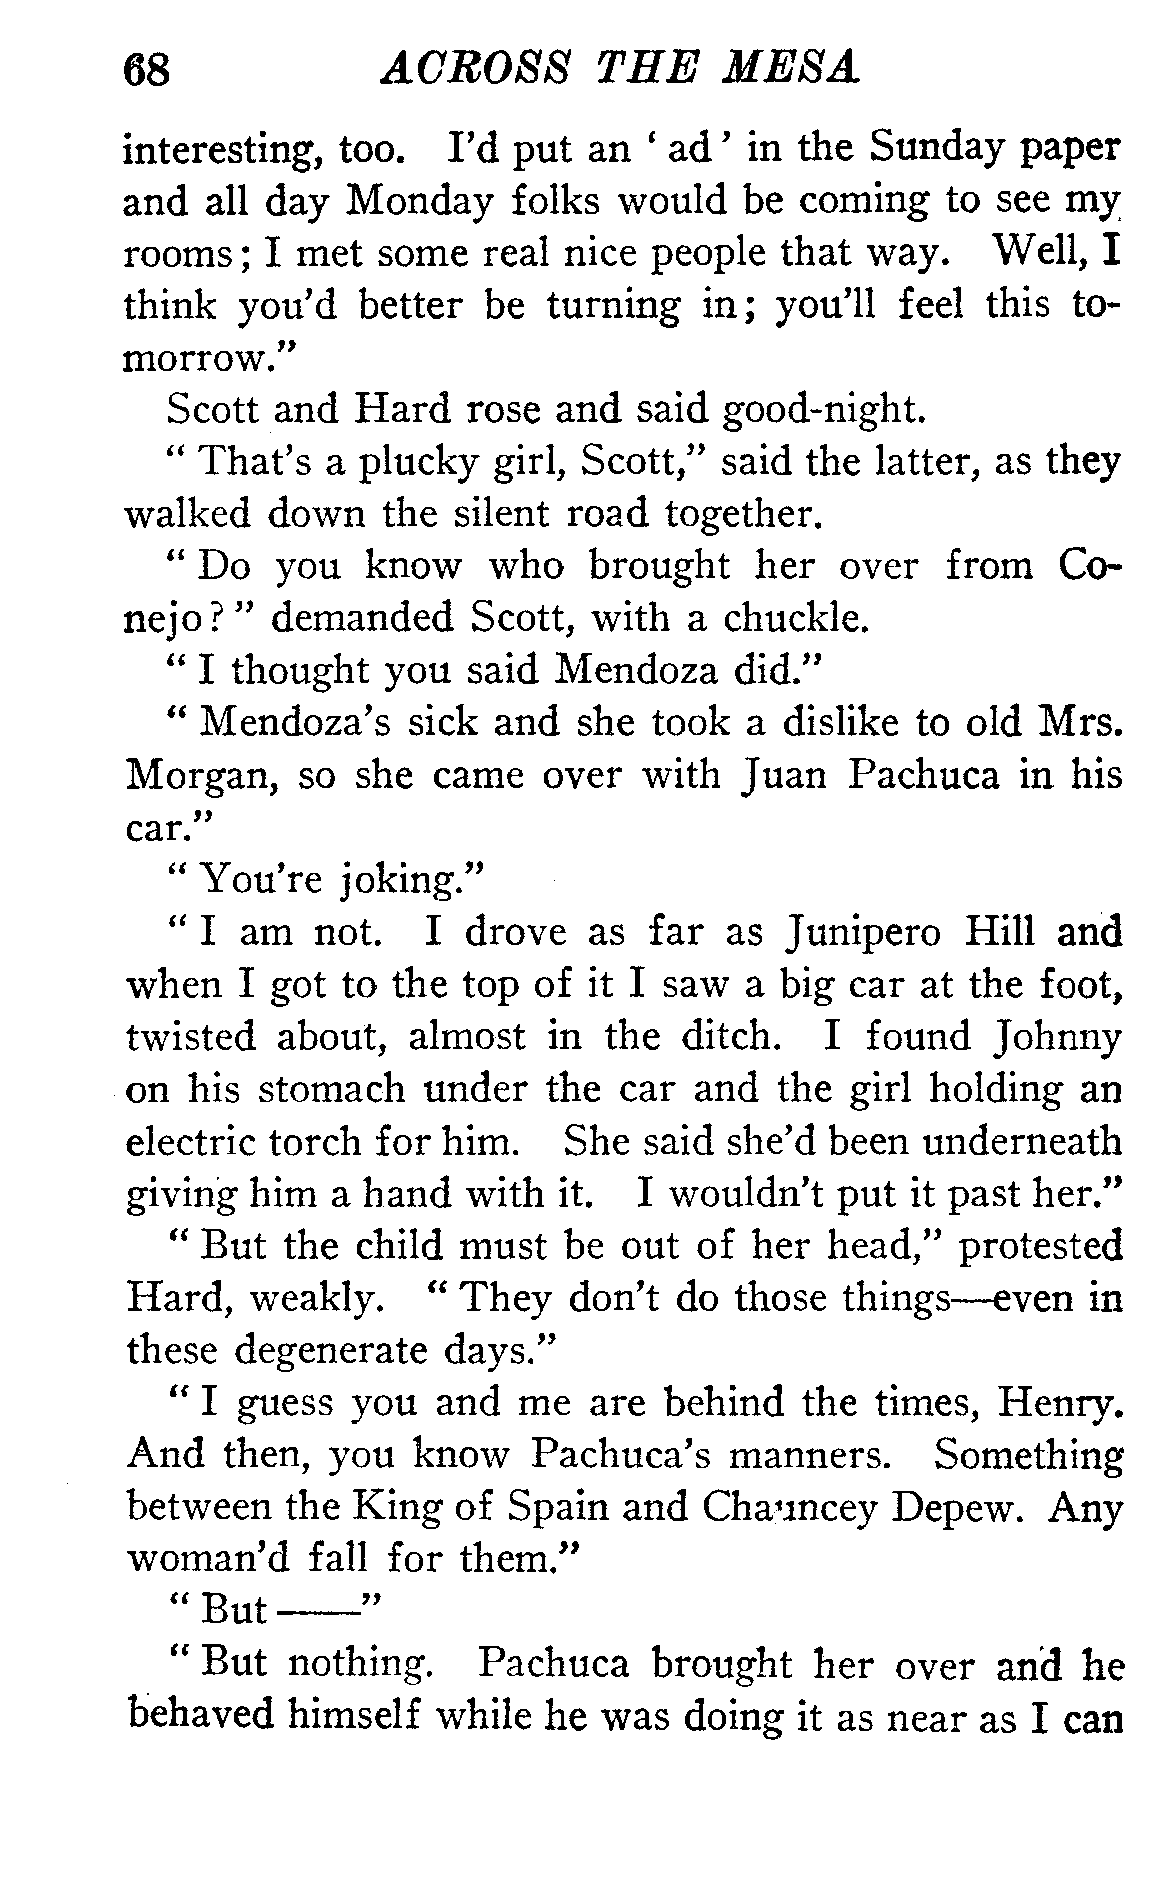 68 ACROSS THE MESA
interesting, too. I'd put an ' ad ' in the Sunday paper
and all day Monday folks would be coming to see my
rooms; I met some real nice people that way. Well, I
think you'd better be turning in; you'll feel this to-
morrow."
Scott and Hard rose and said good-night.
" That's a plucky girl, Scott," said the latter, as they
walked down the silent road together.
" Do you know who brought her over from Co-
nejo? " demanded Scott, with a chuckle.
" I thought you said Mendoza did."
" Mendoza's sick and she took a dislike to old Mrs.
Morgan, so she came over with Juan Pachuca in his
car."
" You're joking."
" I am not. I drove as far as Junipero Hill and
when I got to the top of it I saw a big car at the foot,
twisted about, almost in the ditch. I found Johnny
on his stomach under the car and the girl holding an
electric torch for him. She said she'd been underneath
giving him a hand with it. I wouldn't put it past her."
" But the child must be out of her head," protested
Hard, weakly. " They don't do those things—even in
these degenerate days."
" I guess you and me are behind the times, Henry.
And then, you know Pachuca's manners. Something
between the King of Spain and Chauncey Depew. Any
woman'd fall for them."
" But ——"
" But nothing. Pachuca brought her over and he
behaved himself while he was doing it as near as I can